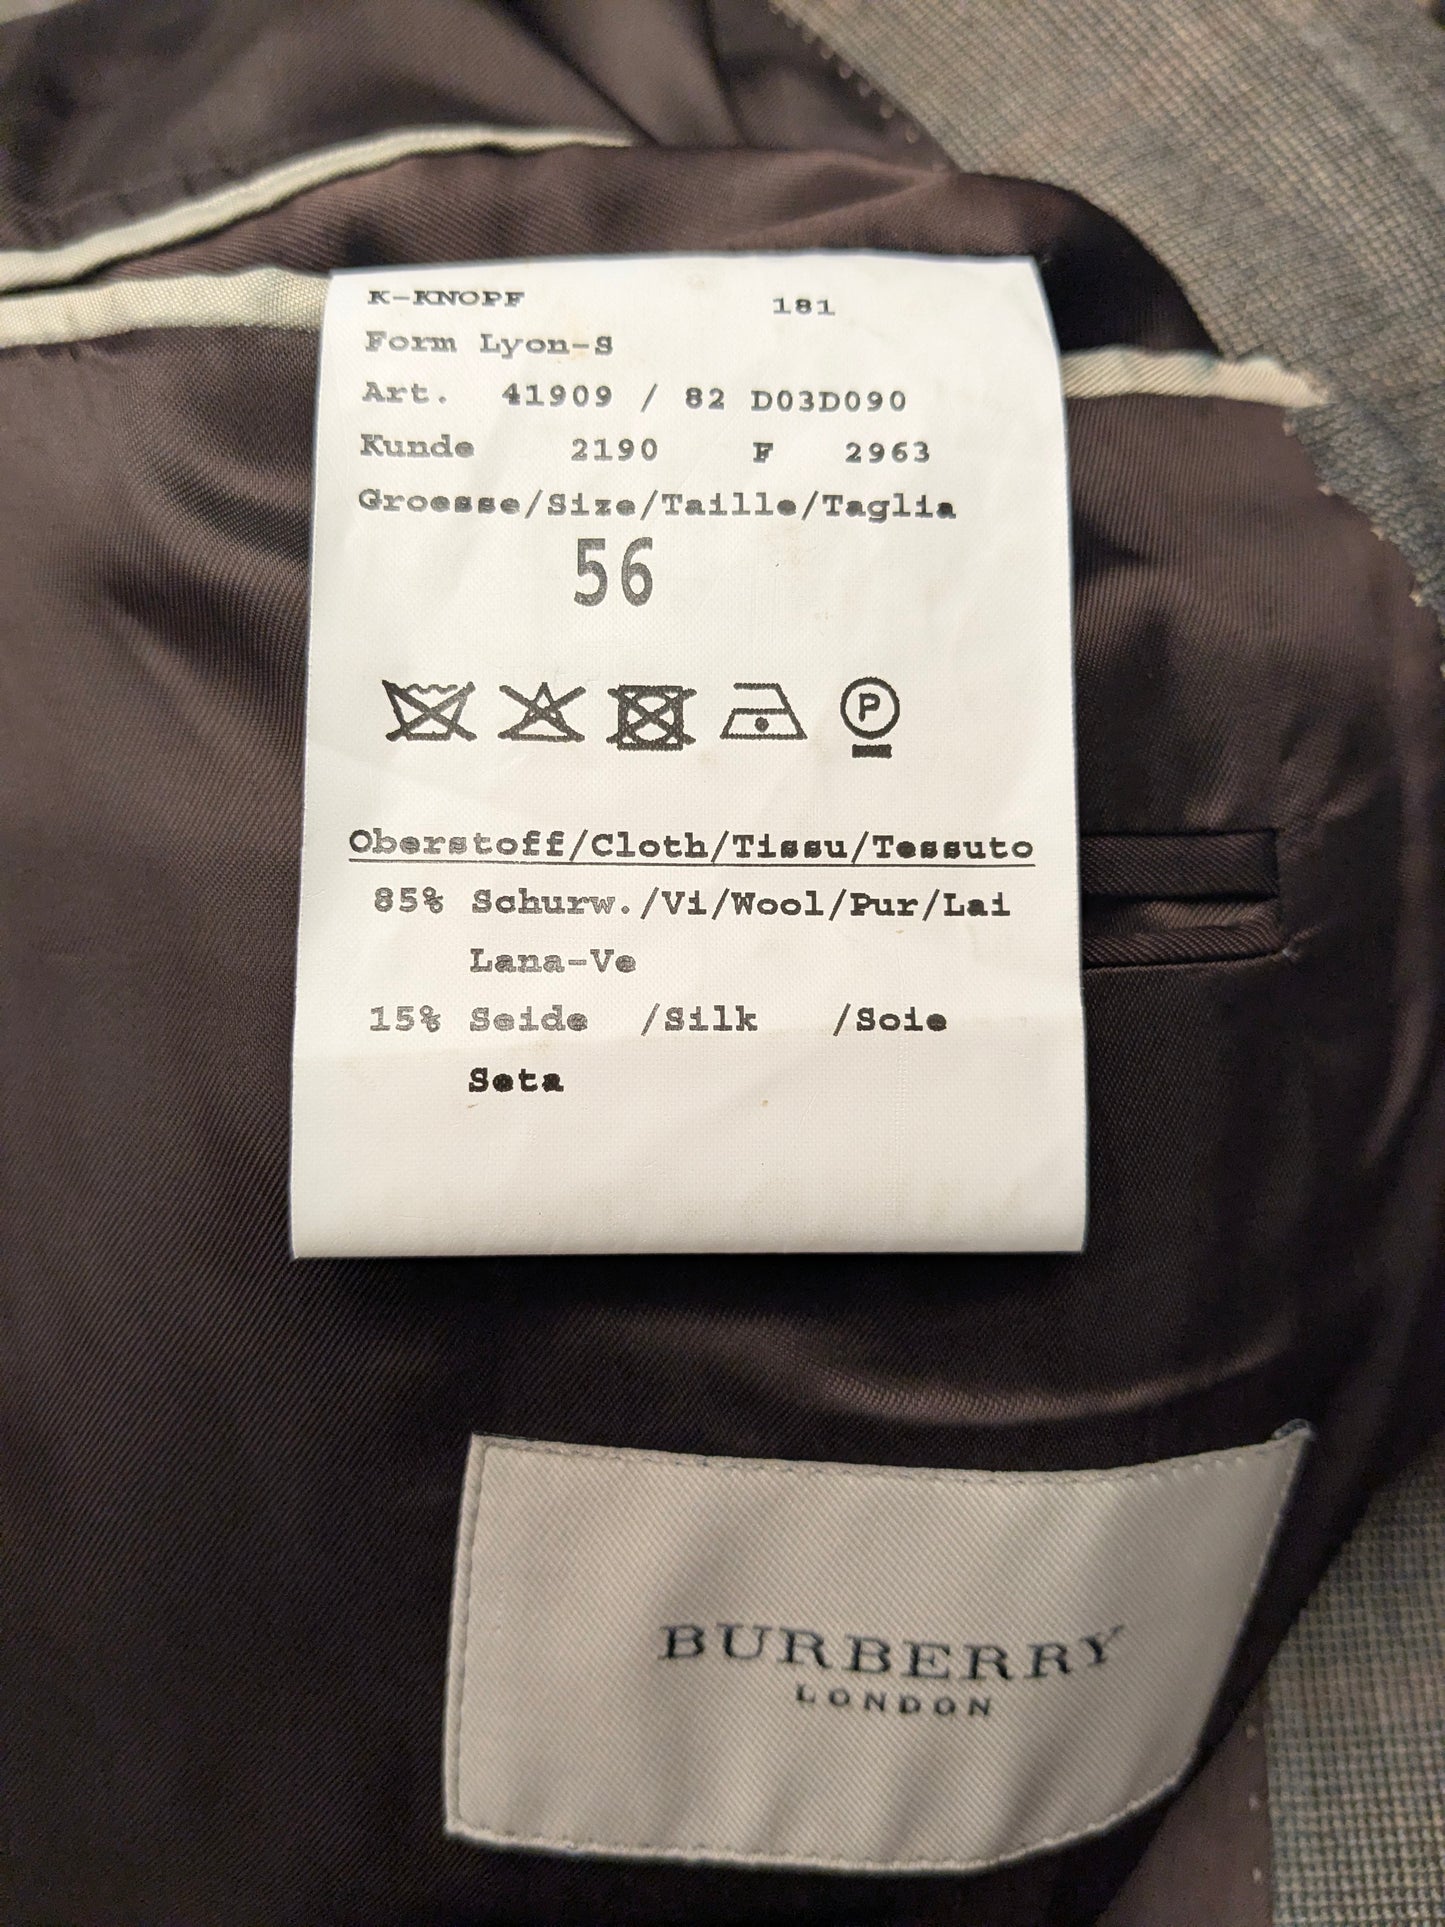 K-KNOPF 181
Form Lyon-S
Art. 41909 / 82 D03D090
Kunde 2190 F 2963
Groesse/Size/Taille/Taglia
56
P
Oberstoff/Cloth/Tissu/Tessuto
85% Schurw./Vi/Wool/Pur/Lai
Lana-Ve
15% Seide /Silk /Soie
Seta
BURBERRY
LONDON